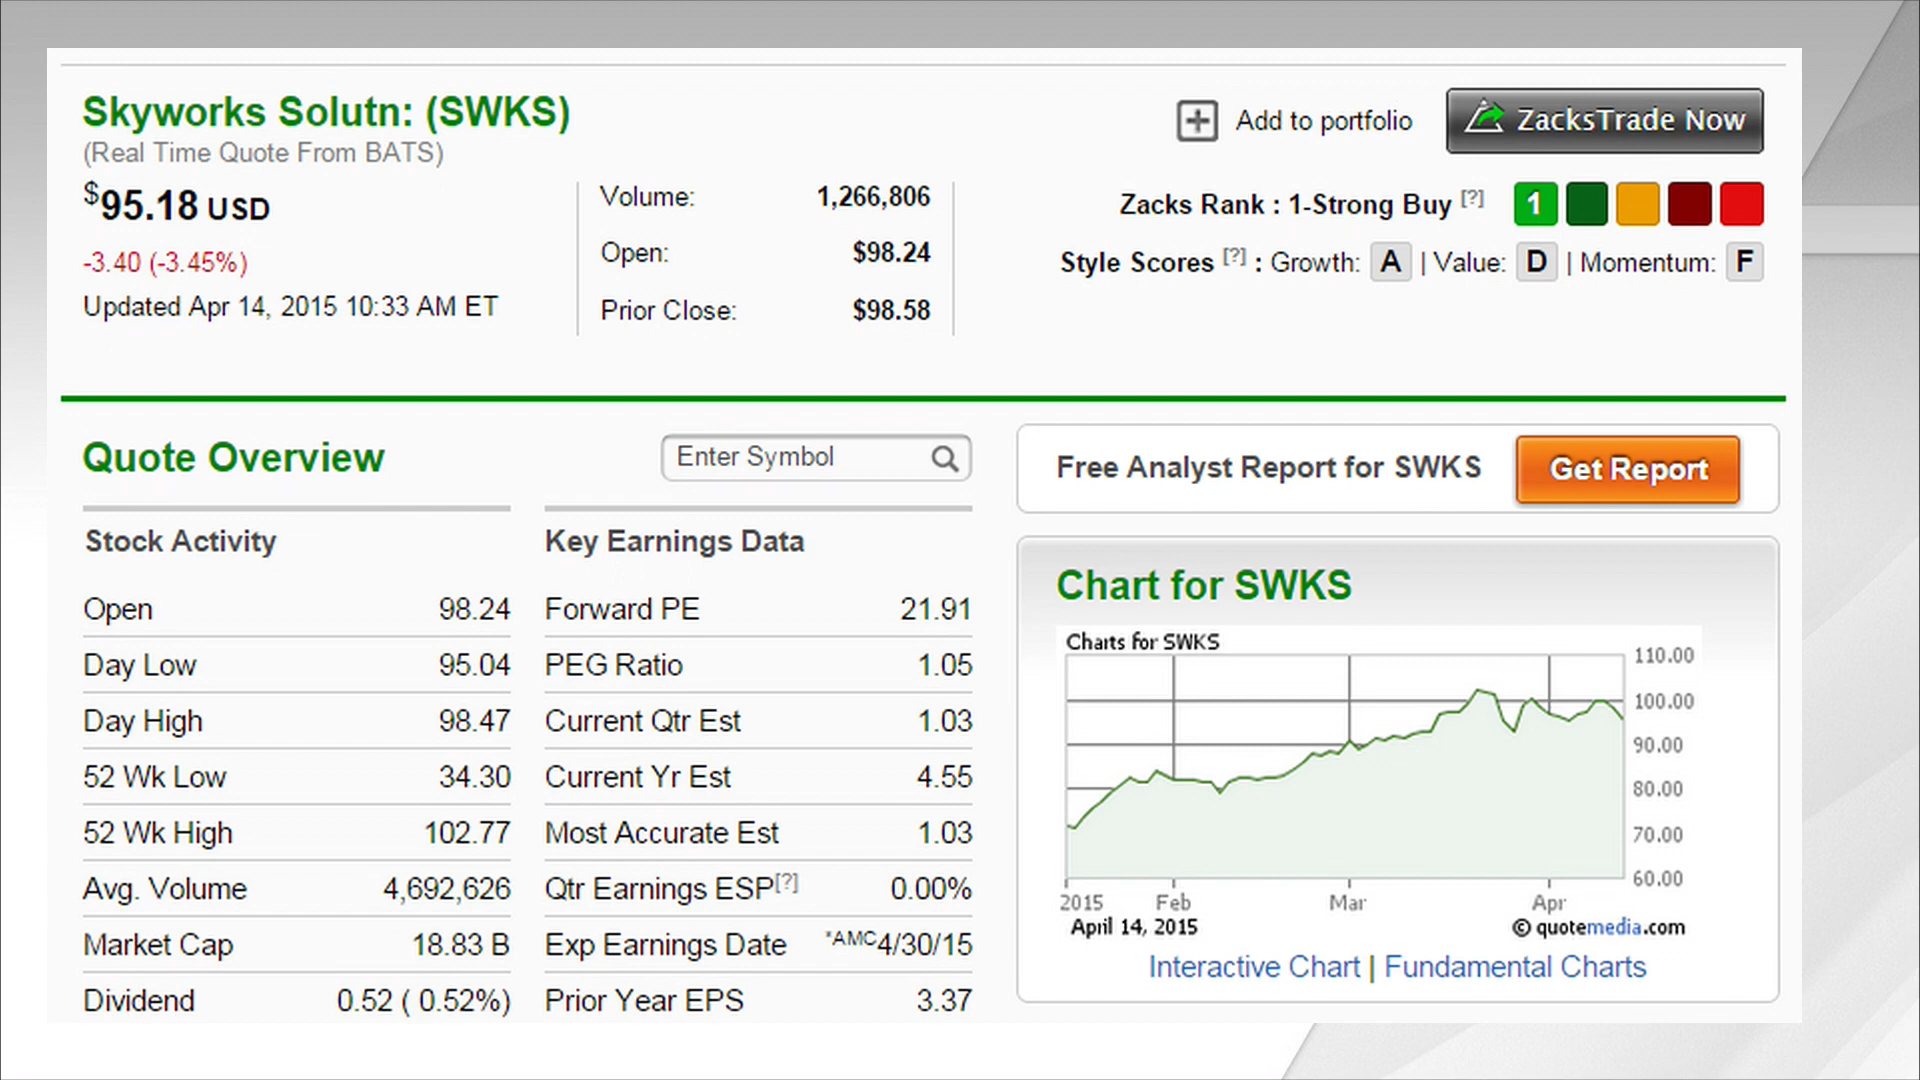 Skyworks Solutn: (SWKS)
(Real Time Quote From BATS)
$95.18 USD
-3.40 (-3.45%)
Updated Apr 14, 2015 10:33 AM ET
Volume: 1,266,806
Open: $98.24
Prior Close: $98.58
Add to portfolio
ZacksTrade Now
Zacks Rank : 1-Strong Buy [?] 1
Style Scores [?] : Growth: A | Value: D | Momentum: F
Quote Overview
Enter Symbol
Stock Activity
Open 98.24
Day Low 95.04
Day High 98.47
52 Wk Low 34.30
52 Wk High 102.77
Avg. Volume 4,692,626
Market Cap 18.83 B
Dividend 0.52 ( 0.52%)
Key Earnings Data
Forward PE 21.91
PEG Ratio 1.05
Current Qtr Est 1.03
Current Yr Est 4.55
Most Accurate Est 1.03
Qtr Earnings ESP[?] 0.00%
Exp Earnings Date *AMC4/30/15
Prior Year EPS 3.37
Free Analyst Report for SWKS
Get Report
Chart for SWKS
Charts for SWKS
110.00
100.00
90.00
80.00
70.00
60.00
2015 Feb Mar Apr
April 14, 2015 © quotemedia.com
Interactive Chart | Fundamental Charts